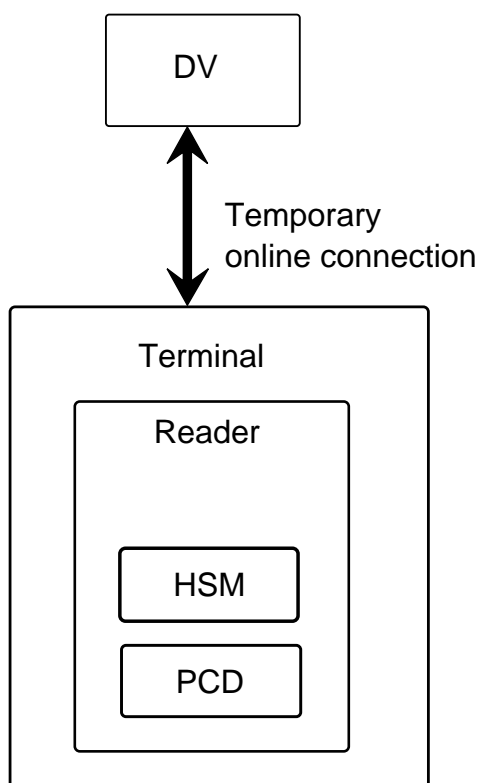 DV
Temporary
online connection
Terminal
Reader
HSM
PCD